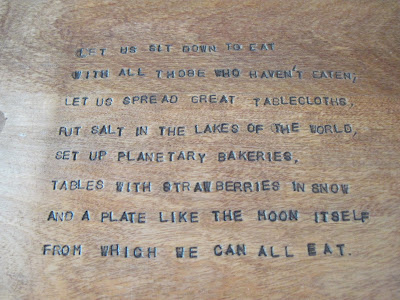 LET US SIT DOWN TO EAT
WITH ALL THOSE WHO HAVEN'T EATEN;
LET US SPREAD GREAT TABLECLOTHS,
PUT SALT IN THE LAKES OF THE WORLD,
SET UP PLANETARY BAKERIES,
TABLES WITH STRAWBERRIES IN SNOW
AND A PLATE LIKE THE MOON ITSELF
FROM WHICH WE CAN ALL EAT.